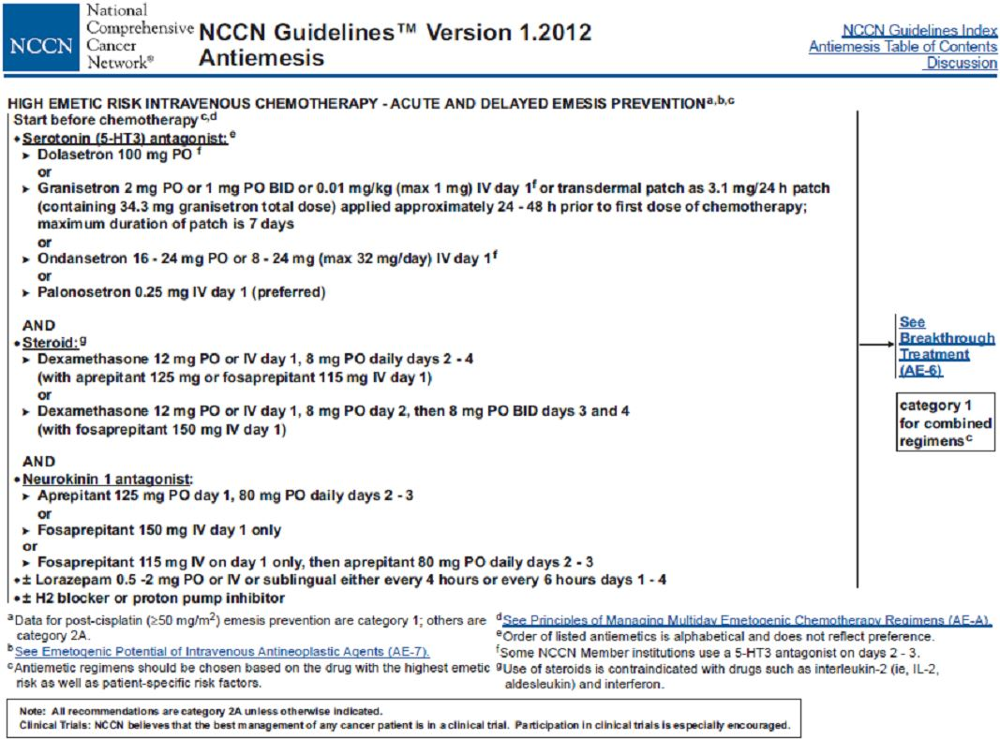 NCCN
National
Comprehensive
Cancer
Network®
NCCN Guidelines™ Version 1.2012
Antiemesis
NCCN Guidelines Index
Antiemesis Table of Contents
Discussion
HIGH EMETIC RISK INTRAVENOUS CHEMOTHERAPY - ACUTE AND DELAYED EMESIS PREVENTIONa,b,c
Start before chemotherapy c,d
• Serotonin (5-HT3) antagonist: e
➤ Dolasetron 100 mg PO f
or
➤ Granisetron 2 mg PO or 1 mg PO BID or 0.01 mg/kg (max 1 mg) IV day 1f or transdermal patch as 3.1 mg/24 h patch
(containing 34.3 mg granisetron total dose) applied approximately 24 - 48 h prior to first dose of chemotherapy;
maximum duration of patch is 7 days
or
➤ Ondansetron 16 - 24 mg PO or 8 - 24 mg (max 32 mg/day) IV day 1f
or
➤ Palonosetron 0.25 mg IV day 1 (preferred)
AND
• Steroid:g
➤ Dexamethasone 12 mg PO or IV day 1, 8 mg PO daily days 2 - 4
(with aprepitant 125 mg or fosaprepitant 115 mg IV day 1)
or
➤ Dexamethasone 12 mg PO or IV day 1, 8 mg PO day 2, then 8 mg PO BID days 3 and 4
(with fosaprepitant 150 mg IV day 1)
AND
• Neurokinin 1 antagonist:
➤ Aprepitant 125 mg PO day 1, 80 mg PO daily days 2 - 3
or
➤ Fosaprepitant 150 mg IV day 1 only
or
➤ Fosaprepitant 115 mg IV on day 1 only, then aprepitant 80 mg PO daily days 2 - 3
• ± Lorazepam 0.5 -2 mg PO or IV or sublingual either every 4 hours or every 6 hours days 1 - 4
• ± H2 blocker or proton pump inhibitor
See
Breakthrough
Treatment
(AE-6)
category 1
for combined
regimensc
aData for post-cisplatin (≥50 mg/m2) emesis prevention are category 1; others are
category 2A.
bSee Emetogenic Potential of Intravenous Antineoplastic Agents (AE-7).
cAntiemetic regimens should be chosen based on the drug with the highest emetic
risk as well as patient-specific risk factors.
dSee Principles of Managing Multiday Emetogenic Chemotherapy Regimens (AE-A).
eOrder of listed antiemetics is alphabetical and does not reflect preference.
fSome NCCN Member institutions use a 5-HT3 antagonist on days 2 - 3.
gUse of steroids is contraindicated with drugs such as interleukin-2 (ie, IL-2,
aldesleukin) and interferon.
Note: All recommendations are category 2A unless otherwise indicated.
Clinical Trials: NCCN believes that the best management of any cancer patient is in a clinical trial. Participation in clinical trials is especially encouraged.